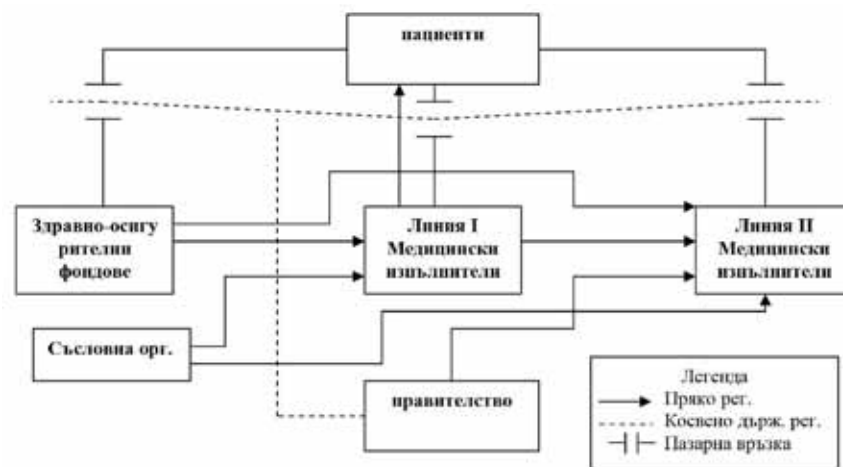 пациенти
Здравно-осигу
рителни
фондове
Линия I
Медицински
изпълнители
Линия II
Медицински
изпълнители
Съсловна орг.
правителство
Легенда
Пряко рег.
Косвено държ. рег.
Пазарна връзка